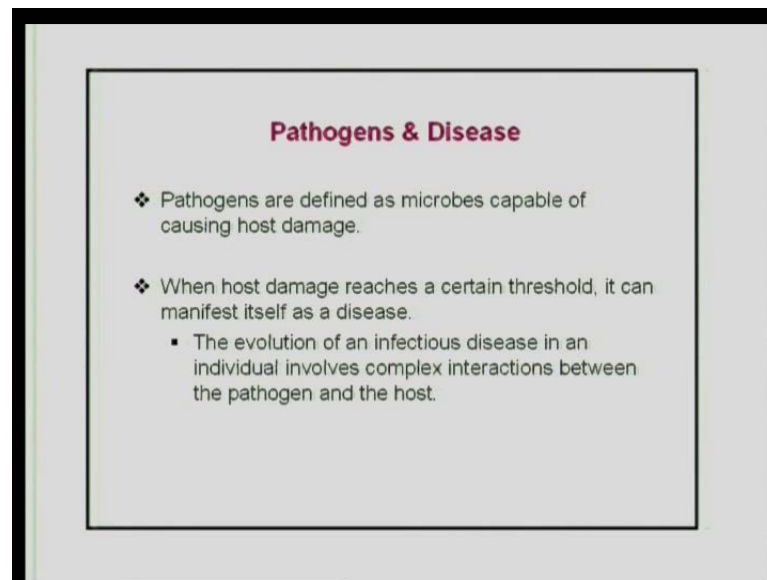 Pathogens & Disease
❖ Pathogens are defined as microbes capable of
causing host damage.
❖ When host damage reaches a certain threshold, it can
manifest itself as a disease.
▪ The evolution of an infectious disease in an
individual involves complex interactions between
the pathogen and the host.